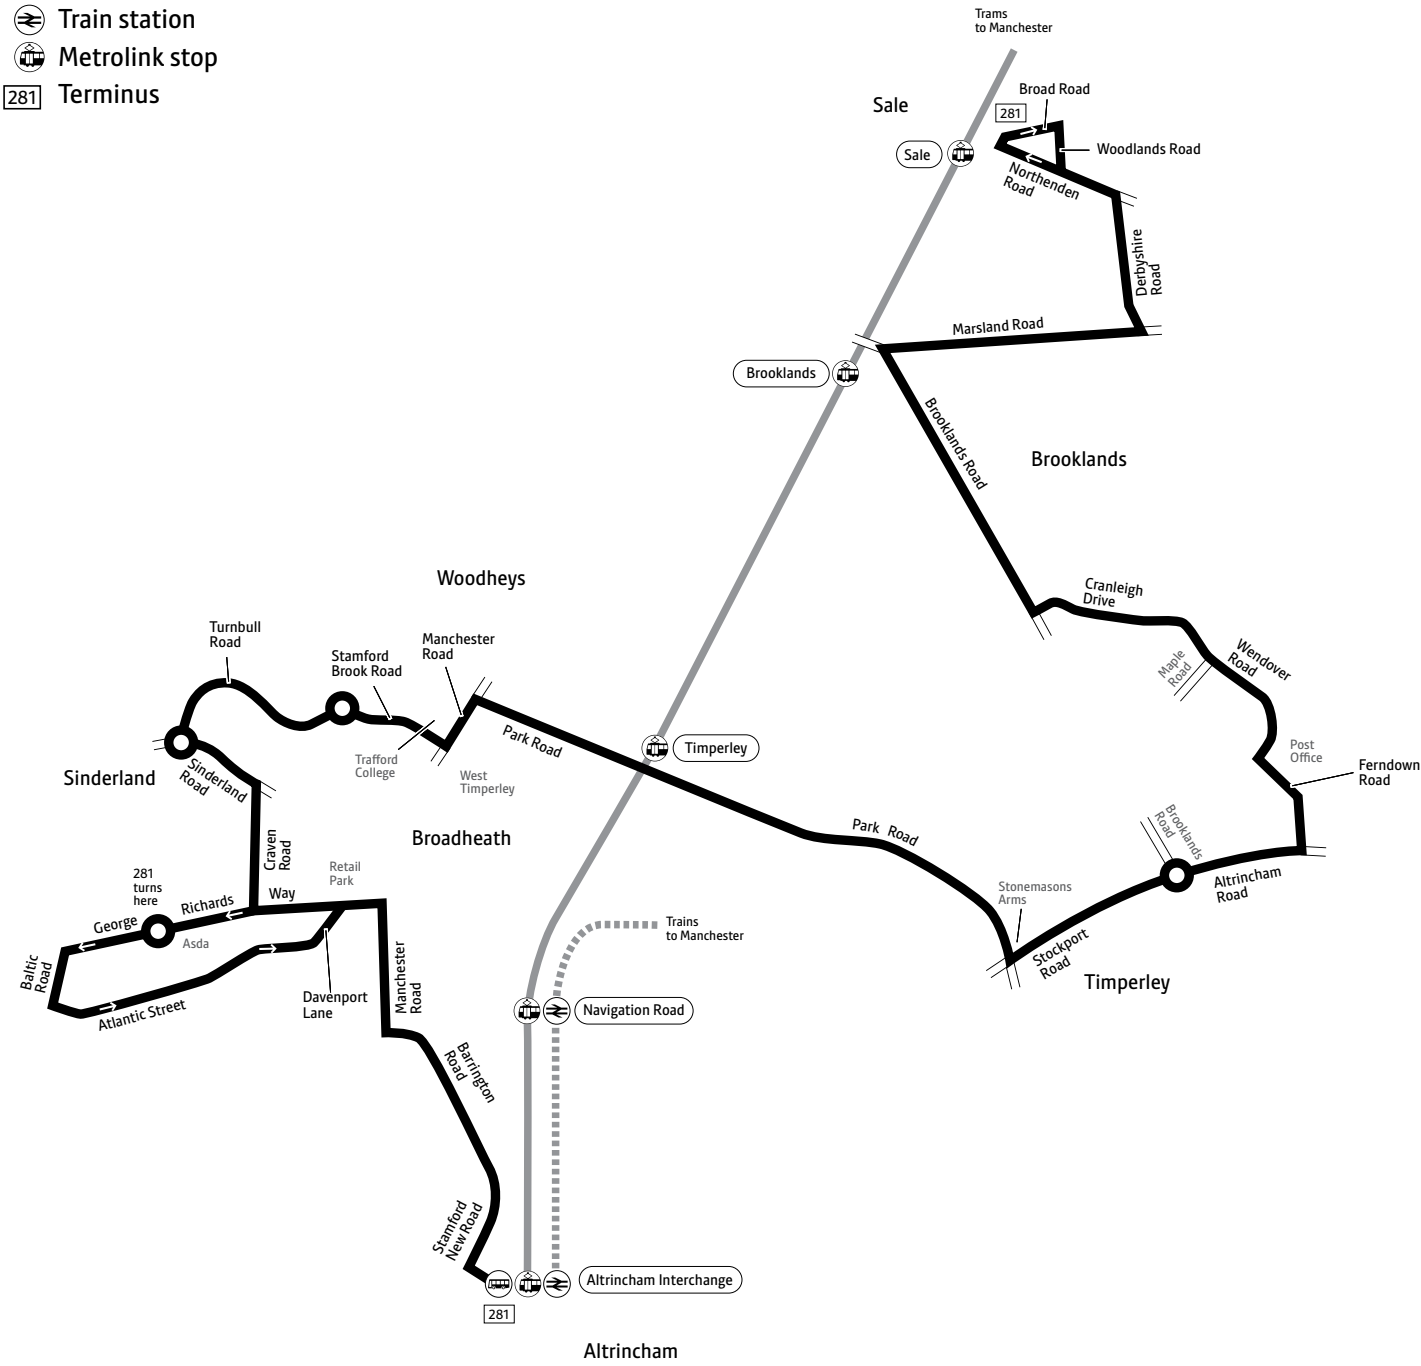 Train station
Metrolink stop
281 Terminus
Trams
to Manchester
Broad Road
281
Sale
Woodlands Road
Sale
Northenden
Road
Derbyshire
Road
Marsland Road
Brooklands
Brooklands Road
Brooklands
Woodheys
Cranleigh
Drive
Turnbull
Road
Manchester
Road
Stamford
Brook Road
Wendover
Road
Maple
Road
Park Road
Timperley
Trafford
College
West
Timperley
Sinderland
Sinderland
Road
Post
Office
Ferndown
Road
Brooklands
Road
Park Road
Broadheath
Craven
Road
Retail
Park
281
turns
here
Stonemasons
Arms
Altrincham
Road
George Richards Way
Asda
Trains
to Manchester
Stockport
Road
Timperley
Baltic
Road
Atlantic Street
Davenport
Lane
Manchester
Road
Navigation Road
Barrington
Road
Stamford
New Road
Altrincham Interchange
281
Altrincham